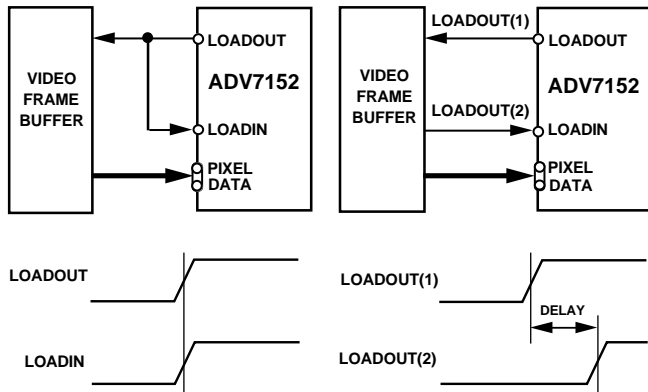 VIDEO
FRAME
BUFFER
LOADOUT
ADV7152
LOADIN
PIXEL
DATA
VIDEO
FRAME
BUFFER
LOADOUT(1)
LOADOUT(2)
LOADOUT
ADV7152
LOADIN
PIXEL
DATA
LOADOUT
LOADIN
LOADOUT(1)
DELAY
LOADOUT(2)